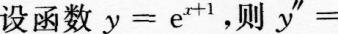 设函数 y = e^{x+1},则 y″ =